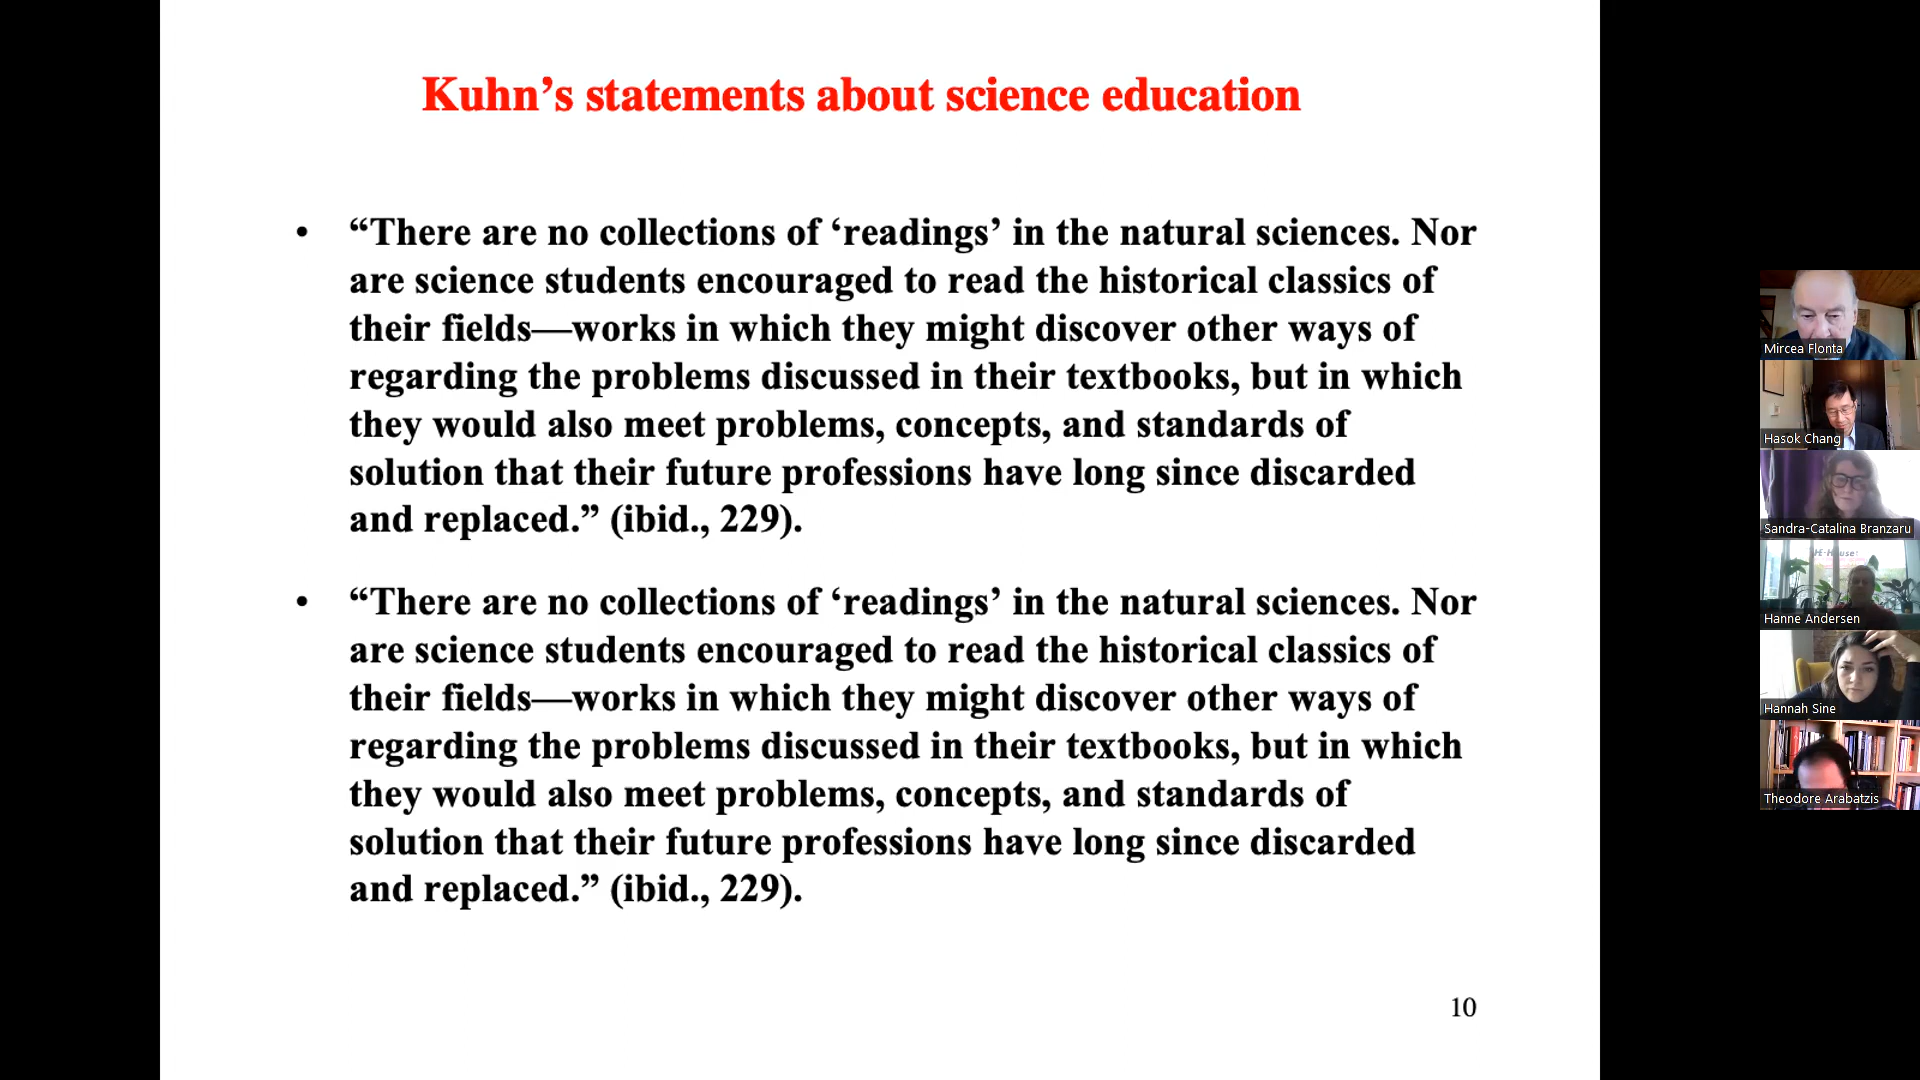 Kuhn’s statements about science education
• “There are no collections of ‘readings’ in the natural sciences. Nor
are science students encouraged to read the historical classics of
their fields—works in which they might discover other ways of
regarding the problems discussed in their textbooks, but in which
they would also meet problems, concepts, and standards of
solution that their future professions have long since discarded
and replaced.” (ibid., 229).
• “There are no collections of ‘readings’ in the natural sciences. Nor
are science students encouraged to read the historical classics of
their fields—works in which they might discover other ways of
regarding the problems discussed in their textbooks, but in which
they would also meet problems, concepts, and standards of
solution that their future professions have long since discarded
and replaced.” (ibid., 229).
10
Mircea Flonta
Hasok Chang
Sandra-Catalina Branzaru
Hanne Andersen
Hannah Sine
Theodore Arabatzis